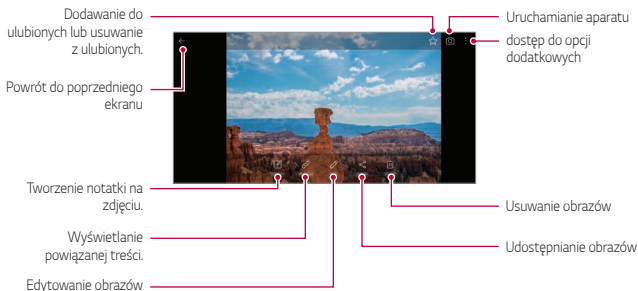 Dodawanie do
ulubionych lub usuwanie
z ulubionych.
Powrót do poprzedniego
ekranu
Tworzenie notatki na
zdjęciu.
Wyświetlanie
powiązanej treści.
Edytowanie obrazów
Uruchamianie aparatu
dostęp do opcji
dodatkowych
Usuwanie obrazów
Udostępnianie obrazów